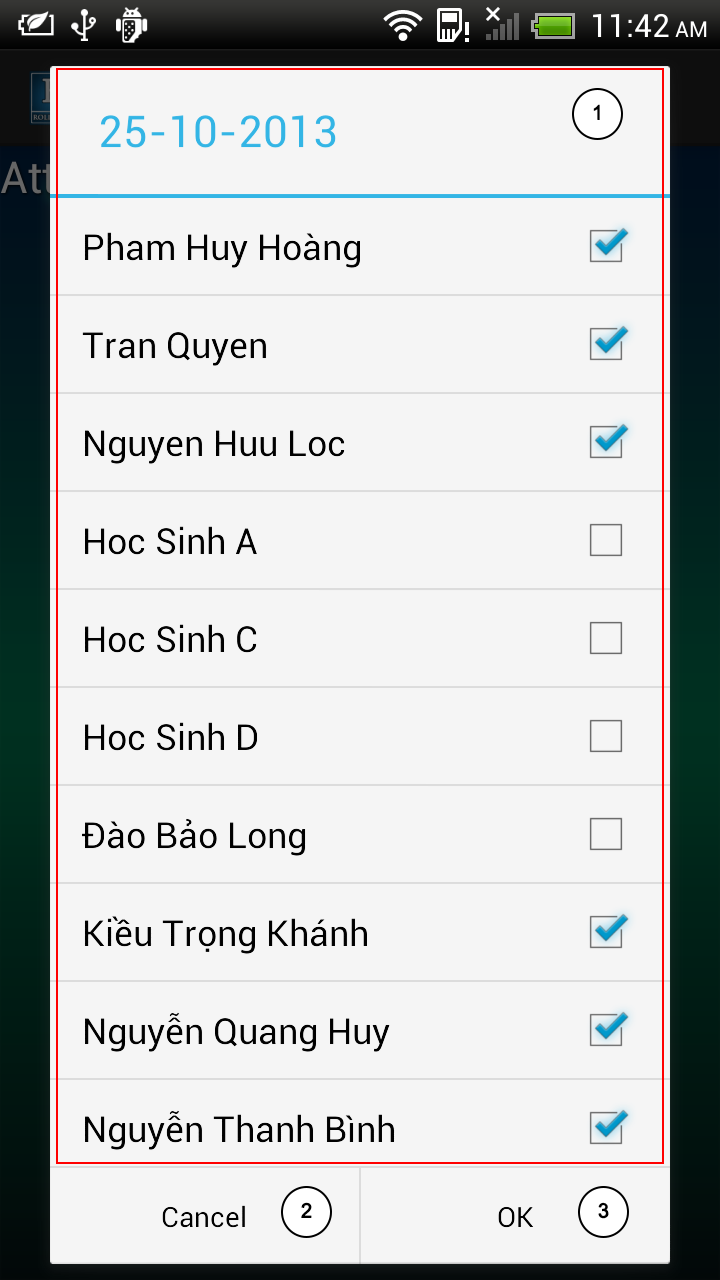 11:42 AM
Att
25-10-2013
1
Pham Huy Hoàng
Tran Quyen
Nguyen Huu Loc
Hoc Sinh A
Hoc Sinh C
Hoc Sinh D
Đào Bảo Long
Kiều Trọng Khánh
Nguyễn Quang Huy
Nguyễn Thanh Bình
Cancel
2
OK
3